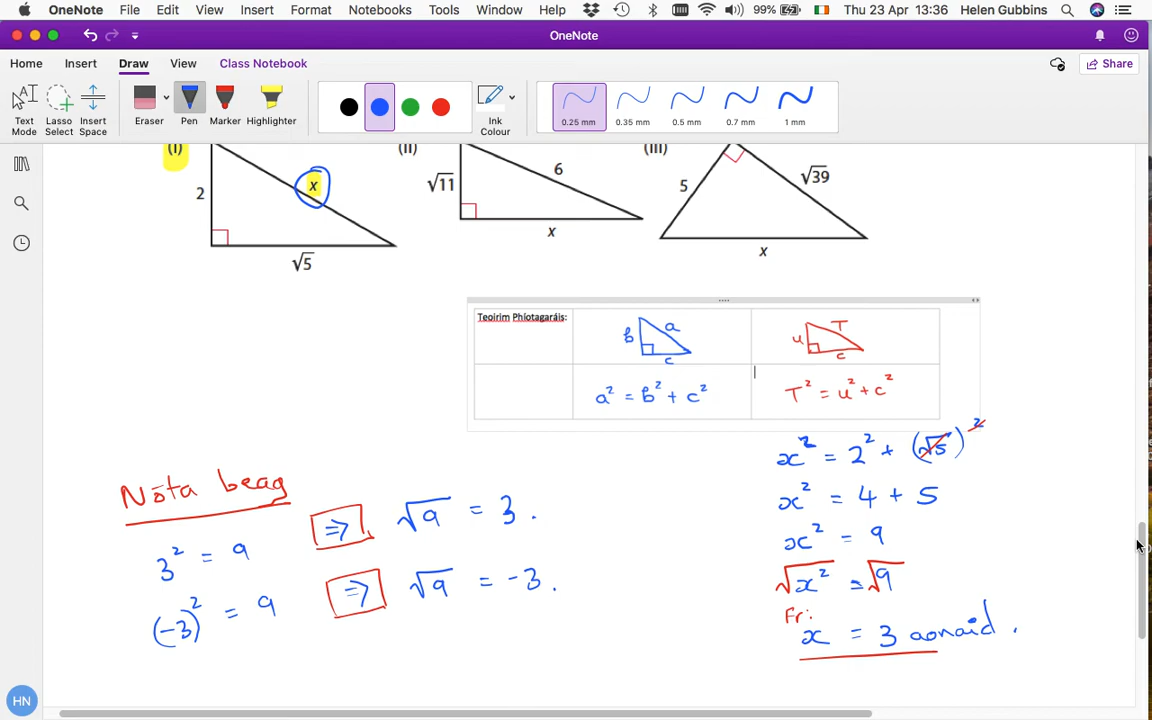 OneNote File Edit View Insert Format Notebooks Tools Window Help 99% Thu 23 Apr 13:36 Helen Gubbins
OneNote
Home Insert Draw View Class Notebook Share
Text Mode Lasso Select Insert Space Eraser Pen Marker Highlighter Ink Colour 0.25 mm 0.35 mm 0.5 mm 0.7 mm 1 mm
(i) (ii) (iii)
2 x √5
√11 6 x
5 √39 x
Teoirim Phíotagaráis:
b a c
u T c
a² = b² + c²
T² = u² + c²
x² = 2² + (√5)²
x² = 4 + 5
x² = 9
√x² = √9
Fr:
x = 3 aonaid.
Nóta beag
3² = 9 ⇒ √9 = 3.
(-3)² = 9 ⇒ √9 = -3.
HN